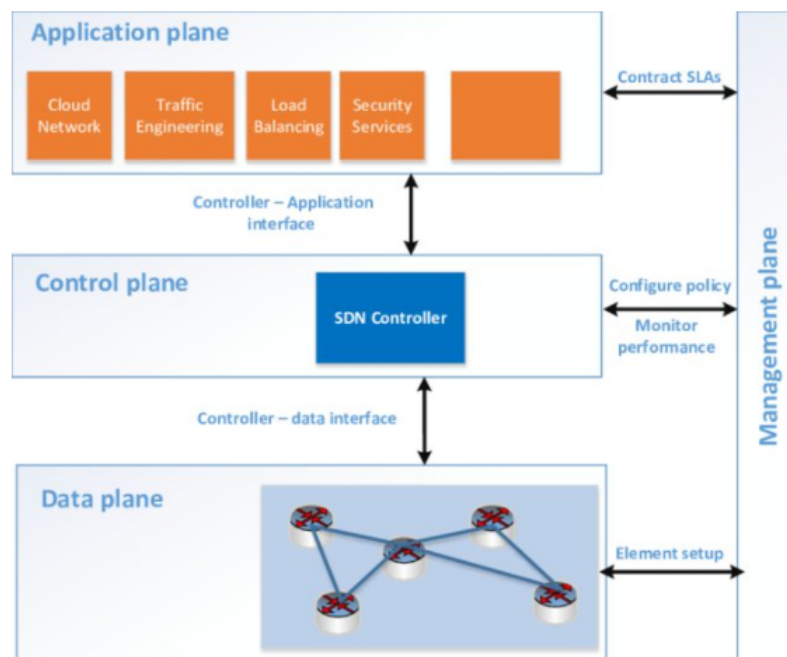 Application plane
Cloud
Network
Traffic
Engineering
Load
Balancing
Security
Services
Contract SLAs
Controller – Application
interface
Control plane
SDN Controller
Configure policy
Monitor
performance
Management plane
Controller – data interface
Data plane
Element setup